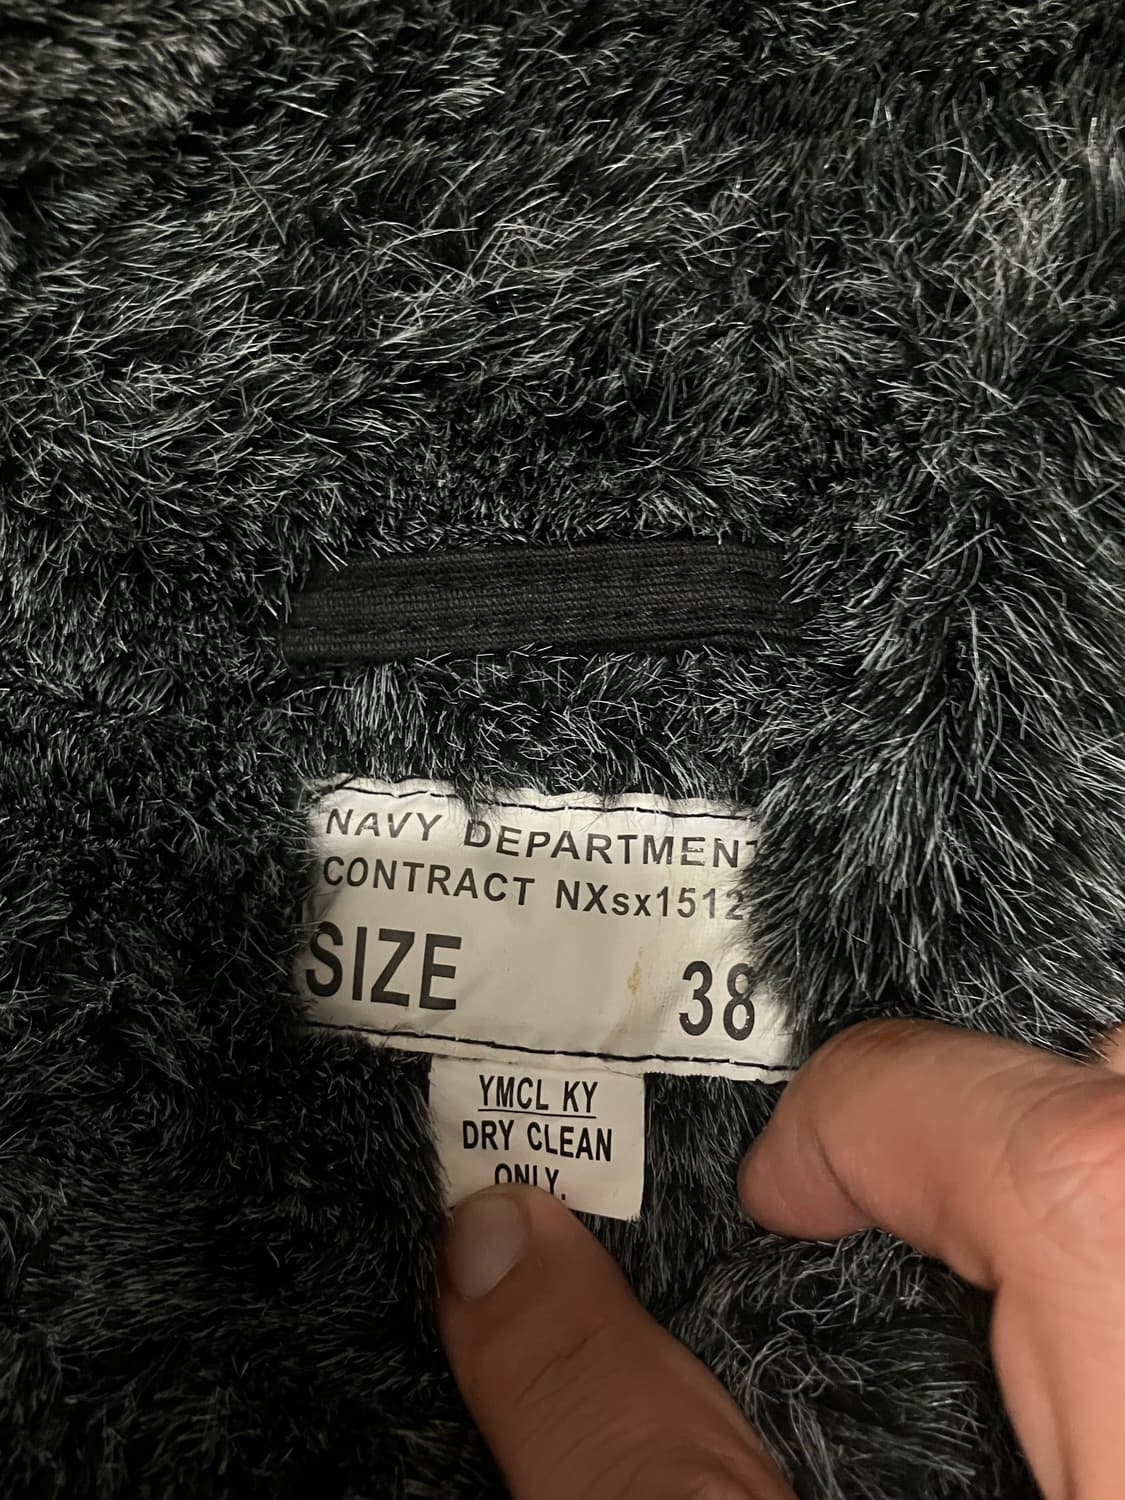 NAVY DEPARTMENT
CONTRACT NXsx1512
SIZE 38
YMCL KY
DRY CLEAN
ONLY.